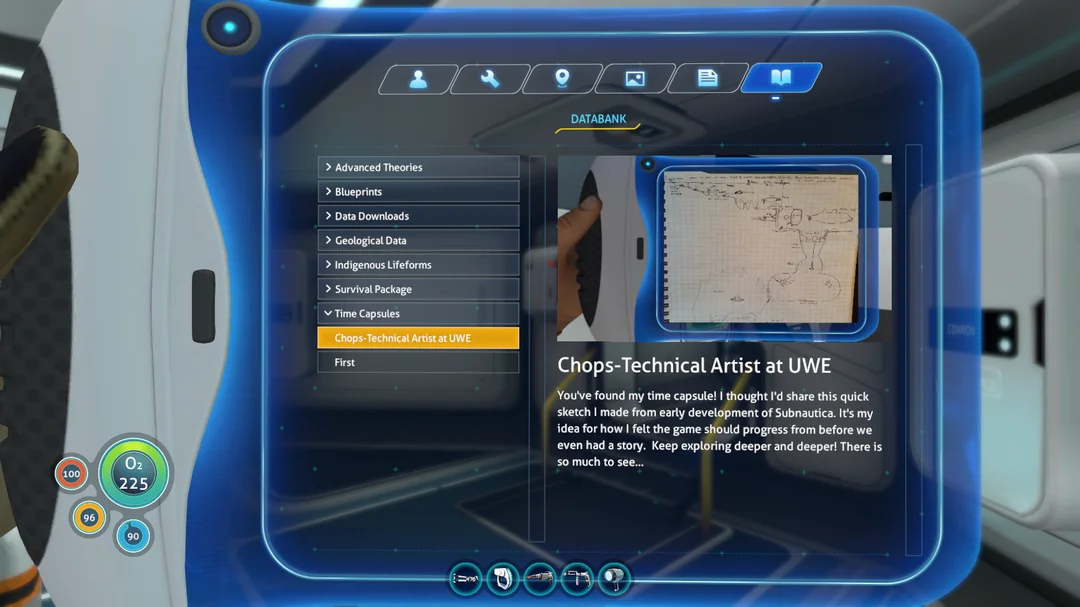 DATABANK
Advanced Theories
Blueprints
Data Downloads
Geological Data
Indigenous Lifeforms
Survival Package
Time Capsules
Chops-Technical Artist at UWE
First
Chops-Technical Artist at UWE
You've found my time capsule! I thought I'd share this quick
sketch I made from early development of Subnautica. It's my
idea for how I felt the game should progress from before we
even had a story.  Keep exploring deeper and deeper! There is
so much to see...
O₂
225
100
96
90